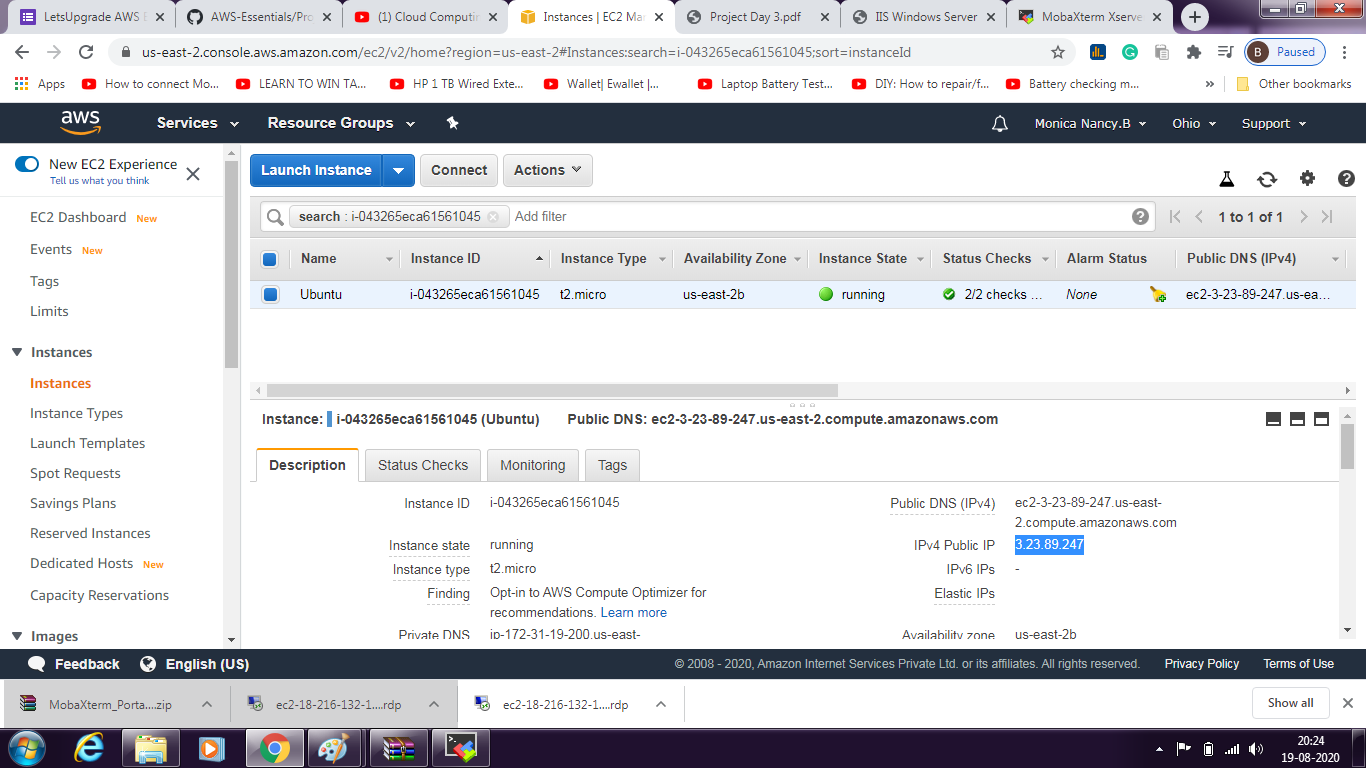 LetsUpgrade AWS E
AWS-Essentials/Pro
(1) Cloud Computin
Instances | EC2 Ma
Project Day 3.pdf
IIS Windows Server
MobaXterm Xserve
us-east-2.console.aws.amazon.com/ec2/v2/home?region=us-east-2#Instances:search=i-043265eca61561045;sort=instanceId
B Paused
Apps
How to connect Mo...
LEARN TO WIN TA...
HP 1 TB Wired Exte...
Wallet| Ewallet |...
Laptop Battery Test...
DIY: How to repair/f...
Battery checking m...
»
Other bookmarks
aws
Services
Resource Groups
Monica Nancy.B
Ohio
Support
New EC2 Experience
Tell us what you think
EC2 Dashboard New
Events New
Tags
Limits
Instances
Instances
Instance Types
Launch Templates
Spot Requests
Savings Plans
Reserved Instances
Dedicated Hosts New
Capacity Reservations
Images
Launch Instance
Connect
Actions
search : i-043265eca61561045
Add filter
1 to 1 of 1
Name Instance ID Instance Type Availability Zone Instance State Status Checks Alarm Status Public DNS (IPv4)
Ubuntu i-043265eca61561045 t2.micro us-east-2b running 2/2 checks ... None ec2-3-23-89-247.us-ea...
Instance: i-043265eca61561045 (Ubuntu) Public DNS: ec2-3-23-89-247.us-east-2.compute.amazonaws.com
Description
Status Checks
Monitoring
Tags
Instance ID i-043265eca61561045
Instance state running
Instance type t2.micro
Finding Opt-in to AWS Compute Optimizer for
recommendations. Learn more
Private DNS ip-172-31-19-200.us-east-
Public DNS (IPv4) ec2-3-23-89-247.us-east-
2.compute.amazonaws.com
IPv4 Public IP 3.23.89.247
IPv6 IPs -
Elastic IPs
Availability zone us-east-2b
Feedback
English (US)
© 2008 - 2020, Amazon Internet Services Private Ltd. or its affiliates. All rights reserved.
Privacy Policy
Terms of Use
MobaXterm_Porta....zip
ec2-18-216-132-1....rdp
ec2-18-216-132-1....rdp
Show all
20:24
19-08-2020